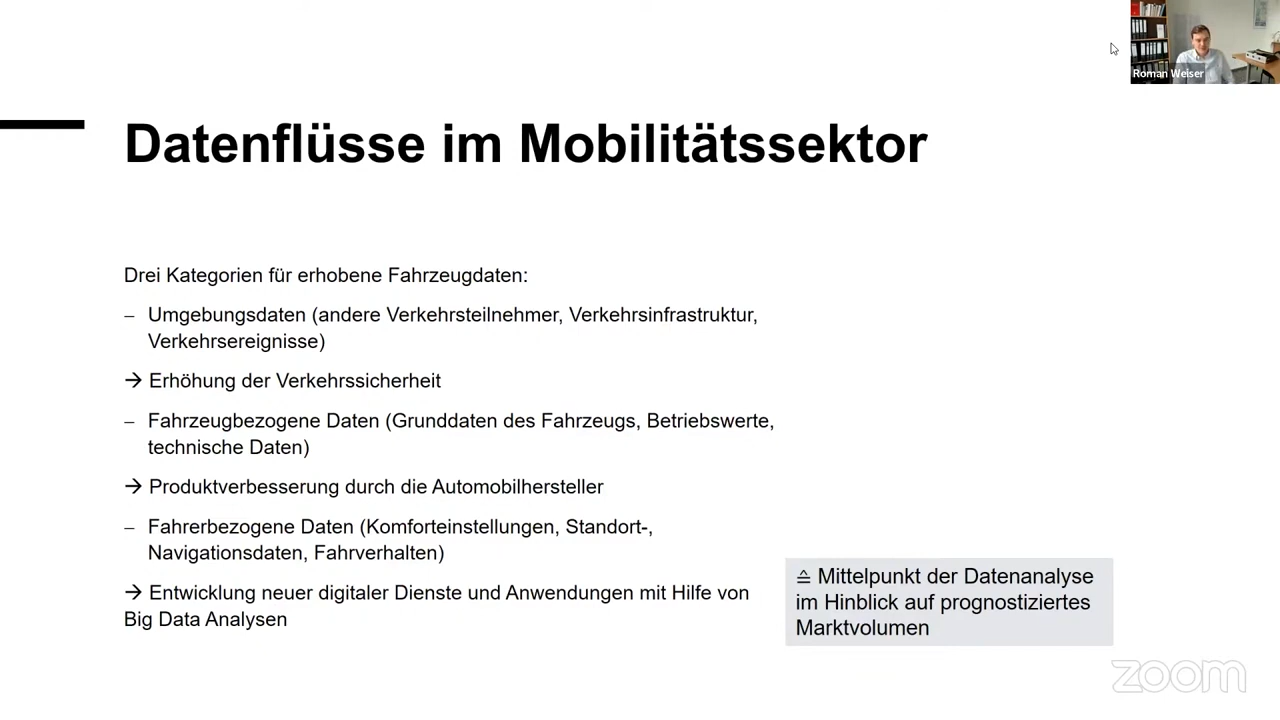 Roman Weiser
Datenflüsse im Mobilitätssektor
Drei Kategorien für erhobene Fahrzeugdaten:
– Umgebungsdaten (andere Verkehrsteilnehmer, Verkehrsinfrastruktur,
Verkehrsereignisse)
→ Erhöhung der Verkehrssicherheit
– Fahrzeugbezogene Daten (Grunddaten des Fahrzeugs, Betriebswerte,
technische Daten)
→ Produktverbesserung durch die Automobilhersteller
– Fahrerbezogene Daten (Komforteinstellungen, Standort-,
Navigationsdaten, Fahrverhalten)
→ Entwicklung neuer digitaler Dienste und Anwendungen mit Hilfe von
Big Data Analysen
≙ Mittelpunkt der Datenanalyse
im Hinblick auf prognostiziertes
Marktvolumen
zoom